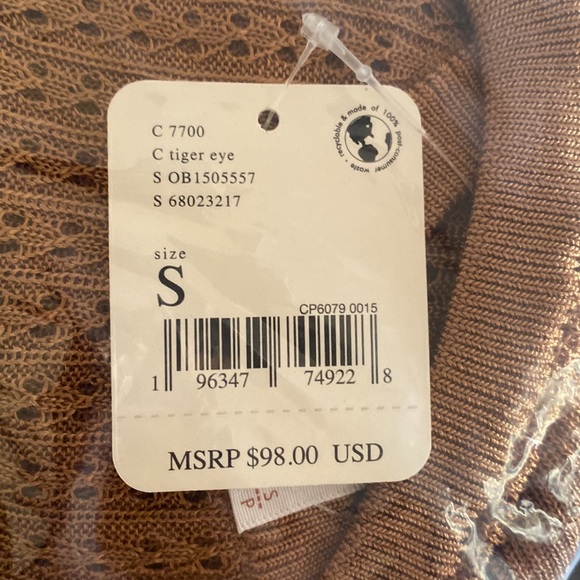 recyclable & made of 100% post-consumer waste •
C 7700
C tiger eye
S OB1505557
S 68023217
size
S
CP6079 0015
1 96347 74922 8
MSRP $98.00 USD
S
P